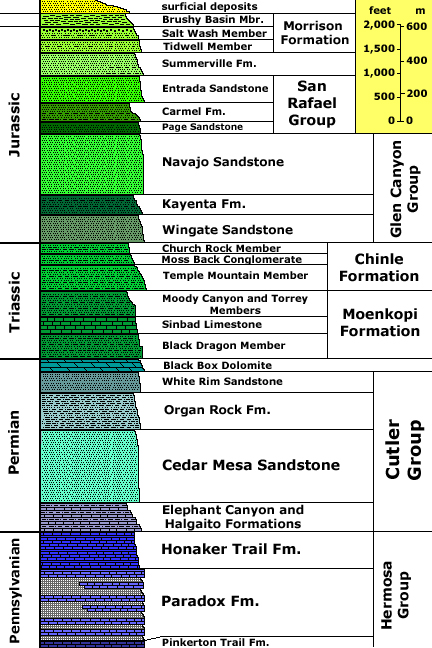 surficial deposits
Brushy Basin Mbr.
Salt Wash Member
Tidwell Member
Morrison
Formation
Summerville Fm.
Entrada Sandstone
Carmel Fm.
Page Sandstone
San
Rafael
Group
feet m
2,000 600
1,500
400
1,000
500 200
0 0
Jurassic
Navajo Sandstone
Kayenta Fm.
Wingate Sandstone
Glen Canyon
Group
Triassic
Church Rock Member
Moss Back Conglomerate
Temple Mountain Member
Chinle
Formation
Moody Canyon and Torrey
Members
Sinbad Limestone
Black Dragon Member
Moenkopi
Formation
Permian
Black Box Dolomite
White Rim Sandstone
Organ Rock Fm.
Cedar Mesa Sandstone
Elephant Canyon and
Halgaito Formations
Cutler
Group
Pennsylvanian
Honaker Trail Fm.
Paradox Fm.
Pinkerton Trail Fm.
Hermosa
Group